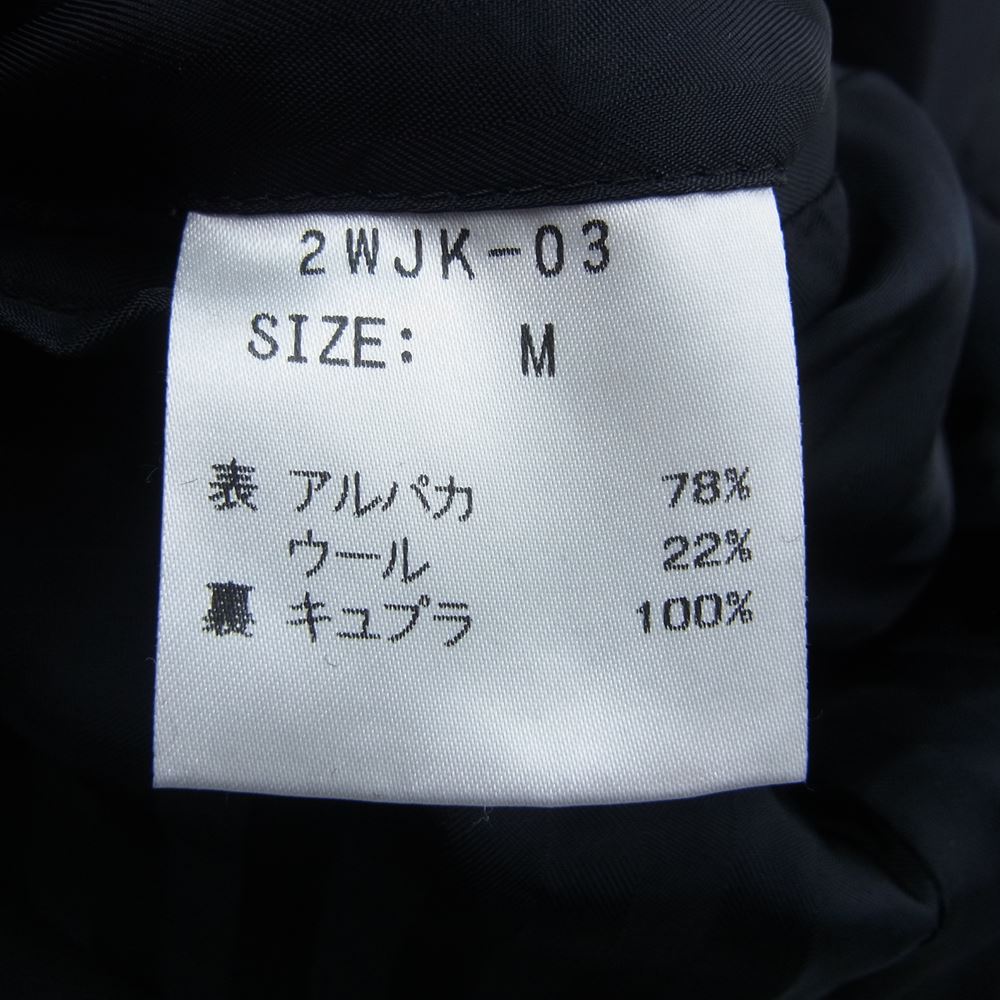 2WJK-03
SIZE: M
表 アルパカ 78%
ウール 22%
裏 キュプラ 100%